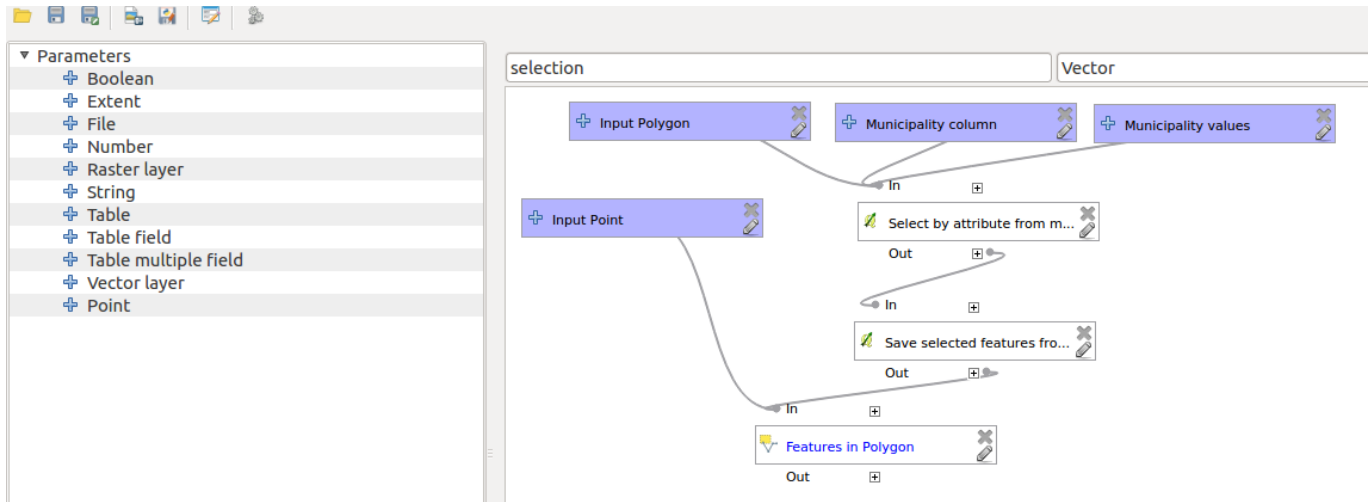 Parameters
Boolean
Extent
File
Number
Raster layer
String
Table
Table field
Table multiple field
Vector layer
Point
selection
Vector
Input Polygon
Municipality column
Municipality values
In
Input Point
Select by attribute from m...
Out
In
Save selected features fro...
Out
In
Features in Polygon
Out